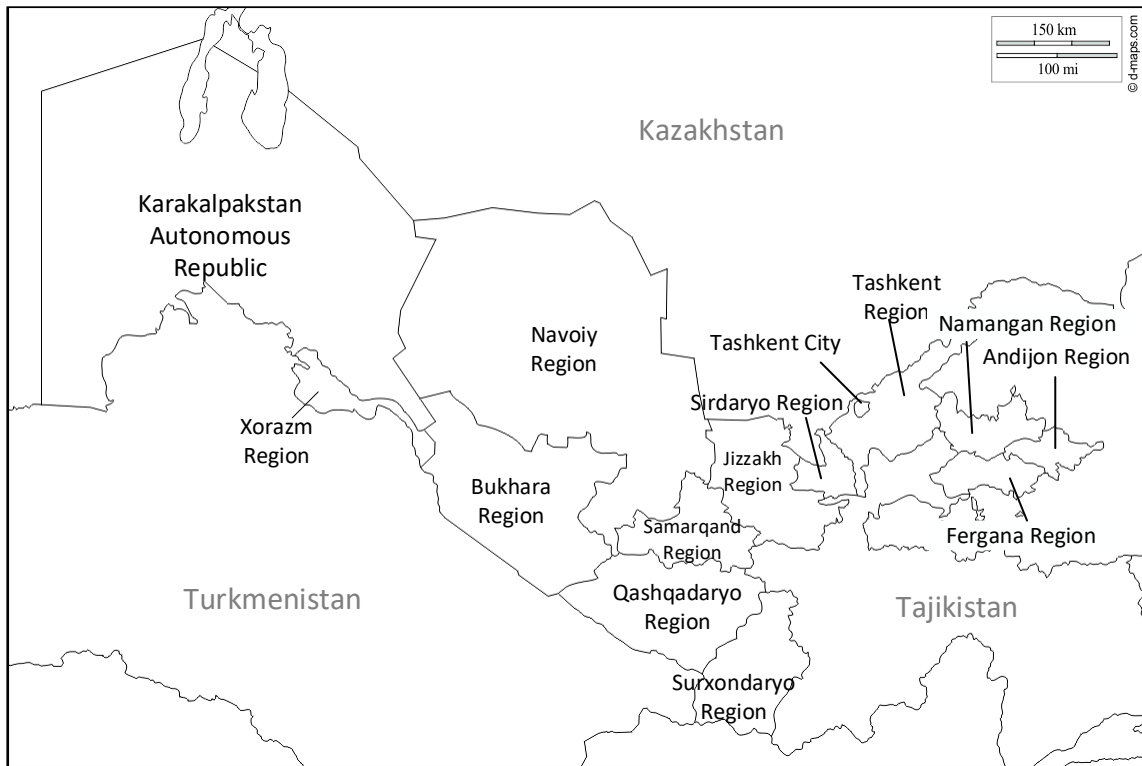 150 km
100 mi
© d-maps.com
Kazakhstan
Karakalpakstan
Autonomous
Republic
Tashkent
Region
Namangan Region
Navoiy
Region
Tashkent City
Andijon Region
Sirdaryo Region
Xorazm
Region
Jizzakh
Region
Bukhara
Region
Samarqand
Region
Fergana Region
Turkmenistan
Qashqadaryo
Region
Tajikistan
Surxondaryo
Region